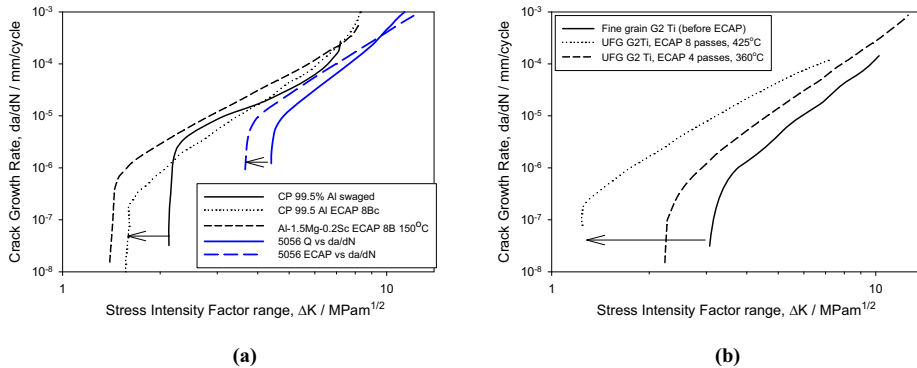 (a)
(b)
10⁻³
10⁻⁴
10⁻⁵
10⁻⁶
10⁻⁷
10⁻⁸
Crack Growth Rate, da/dN / mm/cycle
CP 99.5% Al swaged
CP 99.5 Al ECAP 8Bc
Al-1.5Mg-0.2Sc ECAP 8B 150°C
5056 Q vs da/dN
5056 ECAP vs da/dN
1
10
Stress Intensity Factor range, ΔK / MPam^1/2
(a)
10⁻³
10⁻⁴
10⁻⁵
10⁻⁶
10⁻⁷
10⁻⁸
Crack Growth Rate, da/dN / mm/cycle
Fine grain G2 Ti (before ECAP)
UFG G2Ti, ECAP 8 passes, 425°C
UFG G2 Ti, ECAP 4 passes, 360°C
1
10
Stress Intensity Factor range, ΔK / MPam^1/2
(b)